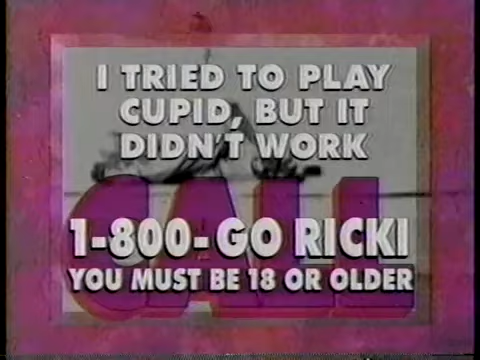 I TRIED TO PLAY
CUPID, BUT IT
DIDN'T WORK
CALL
1-800-GO RICKI
YOU MUST BE 18 OR OLDER